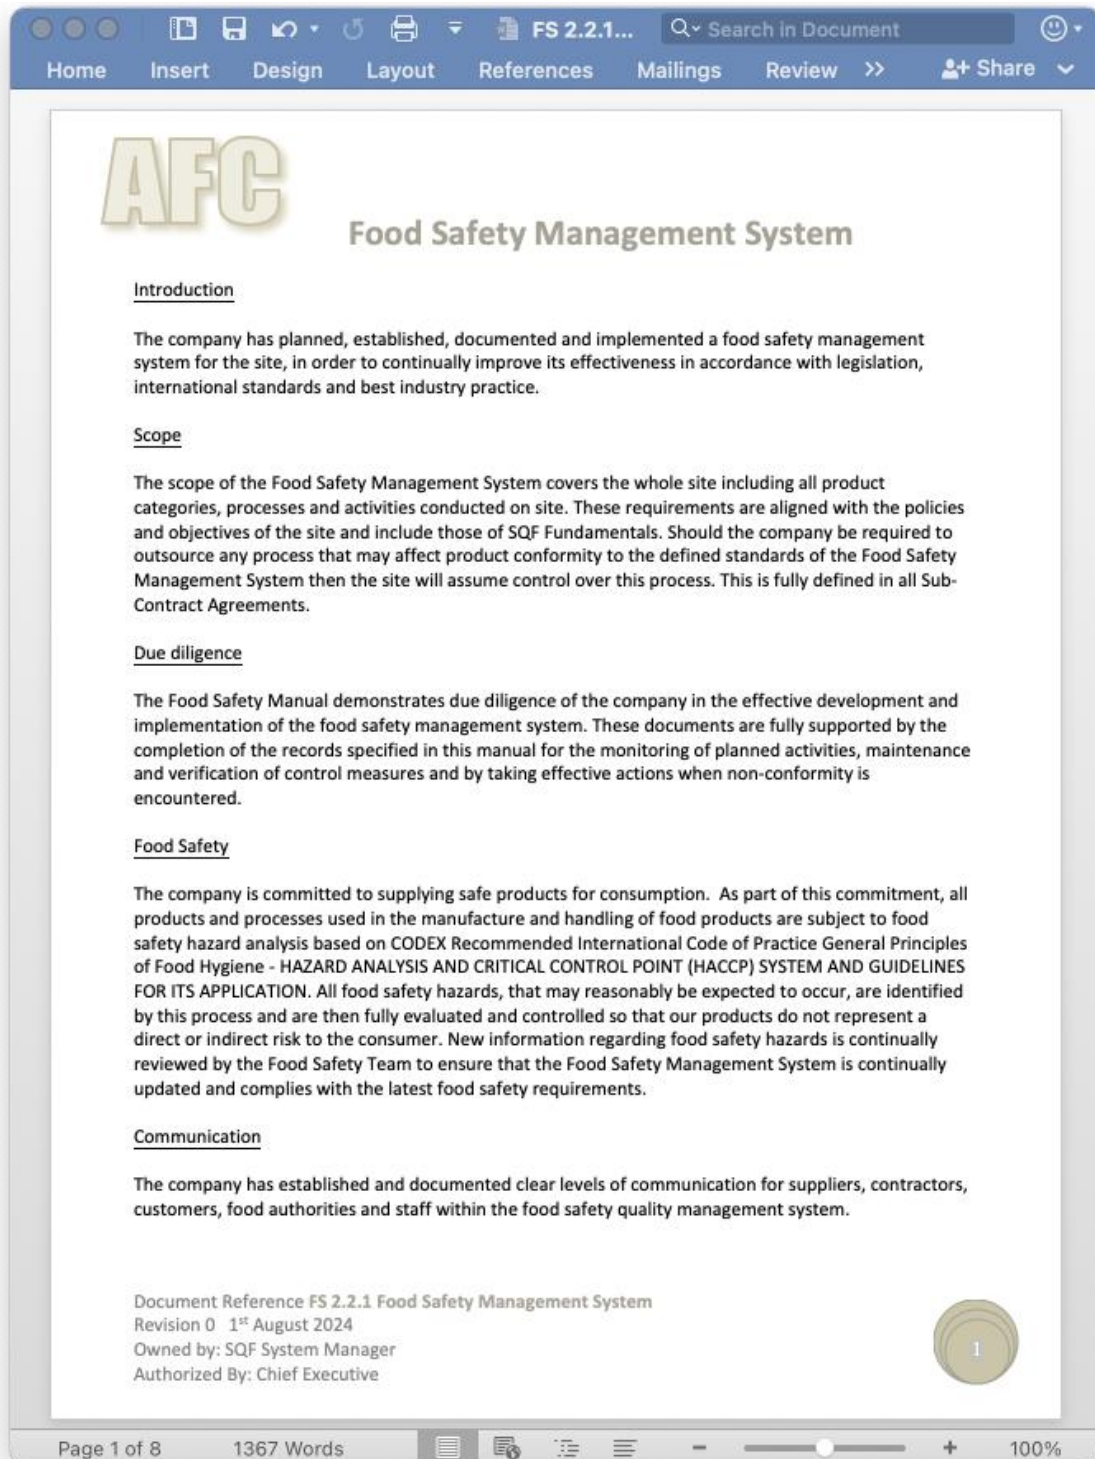 FS 2.2.1...
Search in Document
Home Insert Design Layout References Mailings Review >> Share
AFC
Food Safety Management System
Introduction
The company has planned, established, documented and implemented a food safety management
system for the site, in order to continually improve its effectiveness in accordance with legislation,
international standards and best industry practice.
Scope
The scope of the Food Safety Management System covers the whole site including all product
categories, processes and activities conducted on site. These requirements are aligned with the policies
and objectives of the site and include those of SQF Fundamentals. Should the company be required to
outsource any process that may affect product conformity to the defined standards of the Food Safety
Management System then the site will assume control over this process. This is fully defined in all Sub-
Contract Agreements.
Due diligence
The Food Safety Manual demonstrates due diligence of the company in the effective development and
implementation of the food safety management system. These documents are fully supported by the
completion of the records specified in this manual for the monitoring of planned activities, maintenance
and verification of control measures and by taking effective actions when non-conformity is
encountered.
Food Safety
The company is committed to supplying safe products for consumption.  As part of this commitment, all
products and processes used in the manufacture and handling of food products are subject to food
safety hazard analysis based on CODEX Recommended International Code of Practice General Principles
of Food Hygiene - HAZARD ANALYSIS AND CRITICAL CONTROL POINT (HACCP) SYSTEM AND GUIDELINES
FOR ITS APPLICATION. All food safety hazards, that may reasonably be expected to occur, are identified
by this process and are then fully evaluated and controlled so that our products do not represent a
direct or indirect risk to the consumer. New information regarding food safety hazards is continually
reviewed by the Food Safety Team to ensure that the Food Safety Management System is continually
updated and complies with the latest food safety requirements.
Communication
The company has established and documented clear levels of communication for suppliers, contractors,
customers, food authorities and staff within the food safety quality management system.
Document Reference FS 2.2.1 Food Safety Management System
Revision 0 1st August 2024
Owned by: SQF System Manager
Authorized By: Chief Executive
1
Page 1 of 8 1367 Words 100%